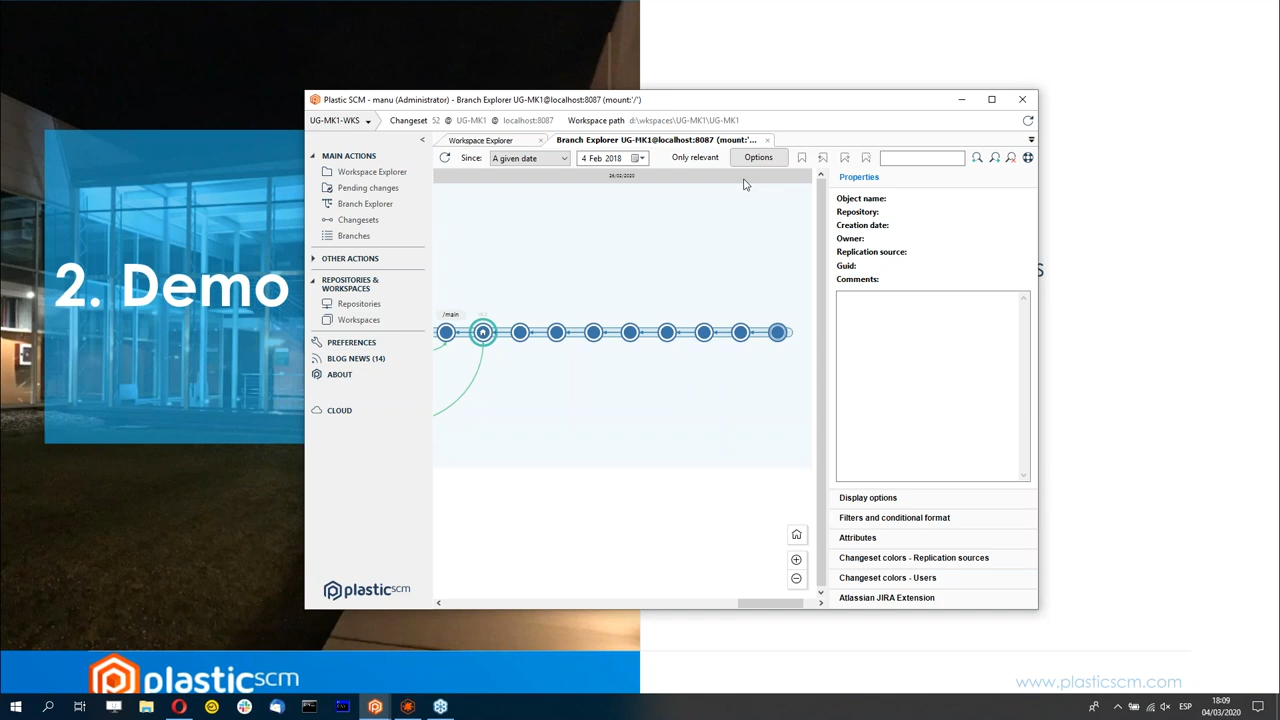 2. Demo
Plastic SCM - manu (Administrator) - Branch Explorer UG-MK1@localhost:8087 (mount:'/')
UG-MK1-WKS
Changeset 52 @ UG-MK1 @ localhost:8087 Workspace path d:\wkspaces\UG-MK1\UG-MK1
Workspace Explorer
Branch Explorer UG-MK1@localhost:8087 (mount:'...
Since: A given date 4 Feb 2018 Only relevant Options
26/02/2020
MAIN ACTIONS
Workspace Explorer
Pending changes
Branch Explorer
Changesets
Branches
OTHER ACTIONS
REPOSITORIES &
WORKSPACES
Repositories
Workspaces
PREFERENCES
BLOG NEWS (14)
ABOUT
CLOUD
plasticscm
/main
Properties
Object name:
Repository:
Creation date:
Owner:
Replication source:
Guid:
Comments:
Display options
Filters and conditional format
Attributes
Changeset colors - Replication sources
Changeset colors - Users
Atlassian JIRA Extension
plasticscm
www.plasticscm.com
ESP
18:09
04/03/2020